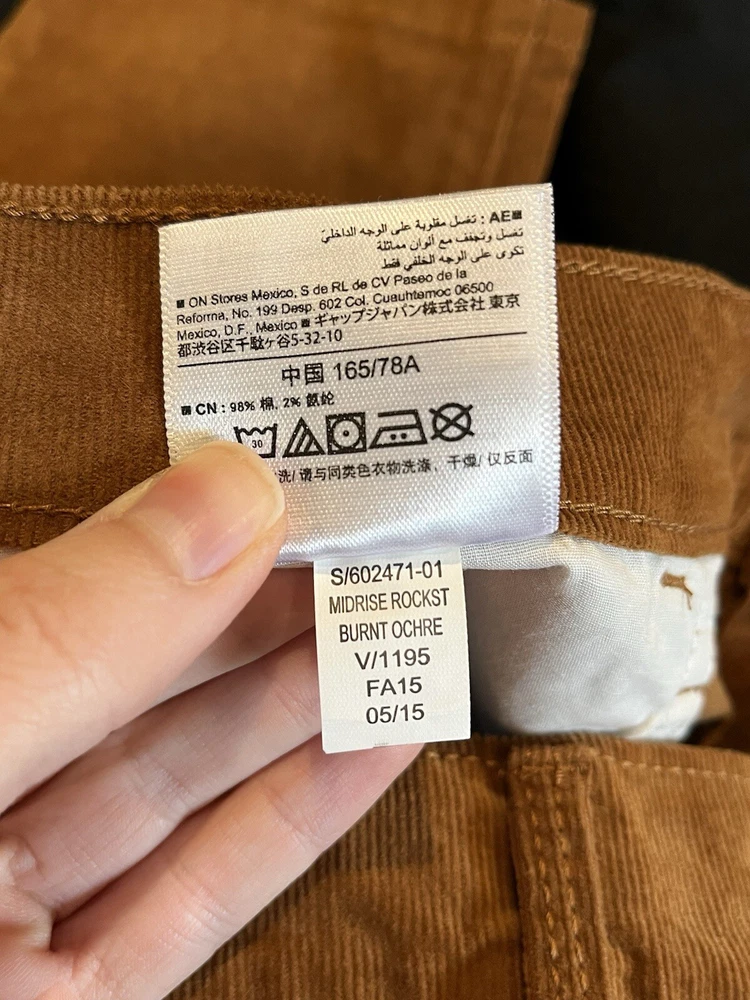 ■ AE : تغسل مقلوبة على الوجه الداخليّ
تغسل وتجفف مع ألوان مماثلة
تكوى على الوجه الخلفي فقط
■ ON Stores Mexico, S de RL de CV Paseo de la
Reforma, No. 199 Desp. 602 Col. Cuauhtemoc 06500
Mexico, D.F., Mexico ■ ギャップジャパン株式会社 東京
都渋谷区千駄ヶ谷5-32-10
中国 165/78A
■ CN : 98% 棉, 2% 氨纶
30
洗/ 请与同类色衣物洗涤, 干燥/ 仅反面
S/602471-01
MIDRISE ROCKST
BURNT OCHRE
V/1195
FA15
05/15